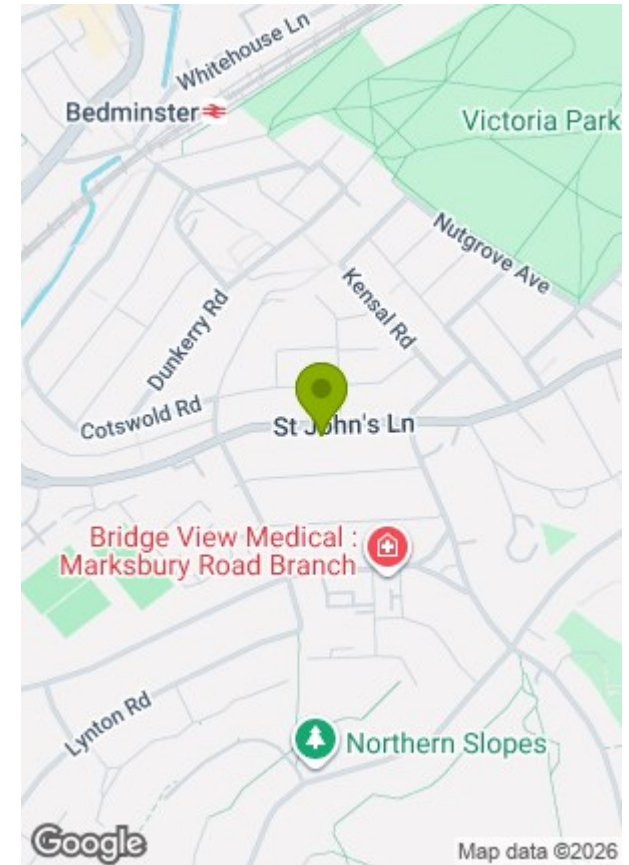 Whitehouse Ln
Bedminster
Victoria Park
Nutgrove Ave
Kensal Rd
Dunkerry Rd
Cotswold Rd
St John's Ln
Bridge View Medical :
Marksbury Road Branch
Lynton Rd
Northern Slopes
Google
Map data ©2026